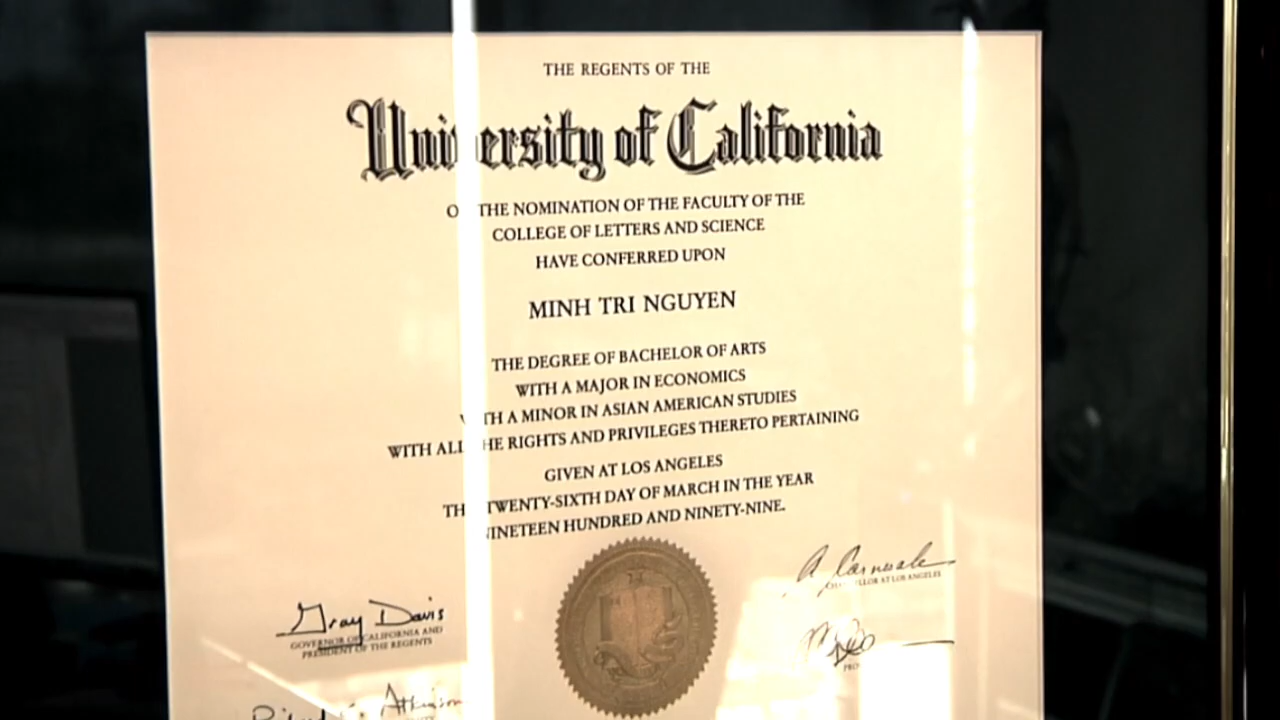 THE REGENTS OF THE
University of California
ON THE NOMINATION OF THE FACULTY OF THE
COLLEGE OF LETTERS AND SCIENCE
HAVE CONFERRED UPON
MINH TRI NGUYEN
THE DEGREE OF BACHELOR OF ARTS
WITH A MAJOR IN ECONOMICS
WITH A MINOR IN ASIAN AMERICAN STUDIES
WITH ALL THE RIGHTS AND PRIVILEGES THERETO PERTAINING
GIVEN AT LOS ANGELES
THE TWENTY-SIXTH DAY OF MARCH IN THE YEAR
NINETEEN HUNDRED AND NINETY-NINE.
A Carnesale
CHANCELLOR AT LOS ANGELES
Gray Davis
GOVERNOR OF CALIFORNIA AND
PRESIDENT OF THE REGENTS
Atkinson